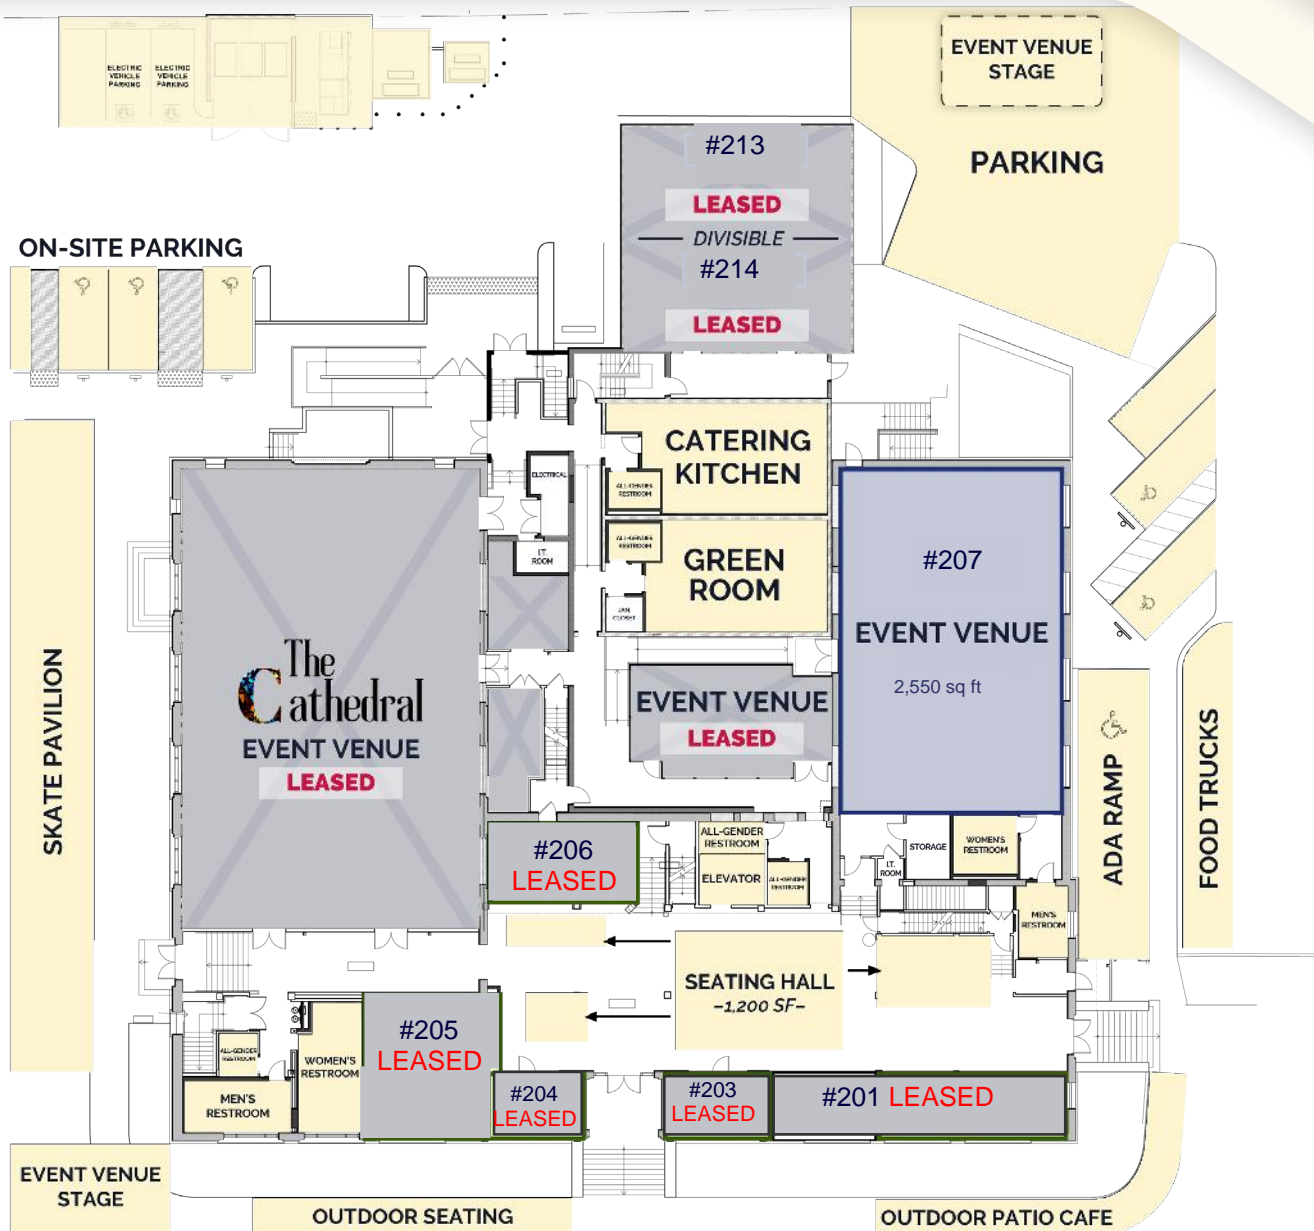 ELECTRIC
VEHICLE
PARKING
ELECTRIC
VEHICLE
PARKING
EVENT VENUE
STAGE
PARKING
#213
LEASED
DIVISIBLE
#214
LEASED
ON-SITE PARKING
CATERING
KITCHEN
ALL-GENDER
RESTROOM
ELECTRICAL
I.T.
ROOM
ALL-GENDER
RESTROOM
GREEN
ROOM
JAN.
CLOSET
#207
EVENT VENUE
2,550 sq ft
The
Cathedral
EVENT VENUE
LEASED
EVENT VENUE
LEASED
SKATE PAVILION
ADA RAMP
FOOD TRUCKS
#206
LEASED
ALL-GENDER
RESTROOM
ELEVATOR
ALL-GENDER
RESTROOM
STORAGE
I.T.
ROOM
WOMEN'S
RESTROOM
MEN'S
RESTROOM
SEATING HALL
~1,200 SF~
#205
LEASED
ALL-GENDER
RESTROOM
WOMEN'S
RESTROOM
MEN'S
RESTROOM
#204
LEASED
#203
LEASED
#201 LEASED
EVENT VENUE
STAGE
OUTDOOR SEATING
OUTDOOR PATIO CAFE